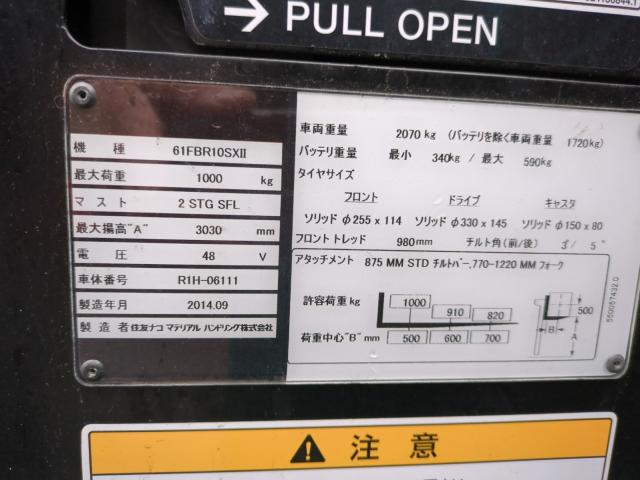 → PULL OPEN
機種 61FBR10SXII
最大荷重 1000 kg
マスト 2 STG SFL
最大揚高"A" 3030 mm
電圧 48 V
車体番号 R1H-06111
製造年月 2014.09
製造者 住友ナコ マテリアル ハンドリング株式会社
車両重量 2070 kg (バッテリを除く車両重量 1720kg)
バッテリ重量 最小 340kg / 最大 590kg
タイヤサイズ
フロント ドライブ キャスタ
ソリッド φ255 x 114 ソリッド φ330 x 145 ソリッド φ150 x 80
フロント トレッド 980mm チルト角(前/後) 3°/ 5°
アタッチメント 875 MM STD チルトバー,770-1220 MM フォーク
許容荷重 kg 1000 910 820
荷重中心"B" mm 500 600 700
500
B A
550057432.0
注意